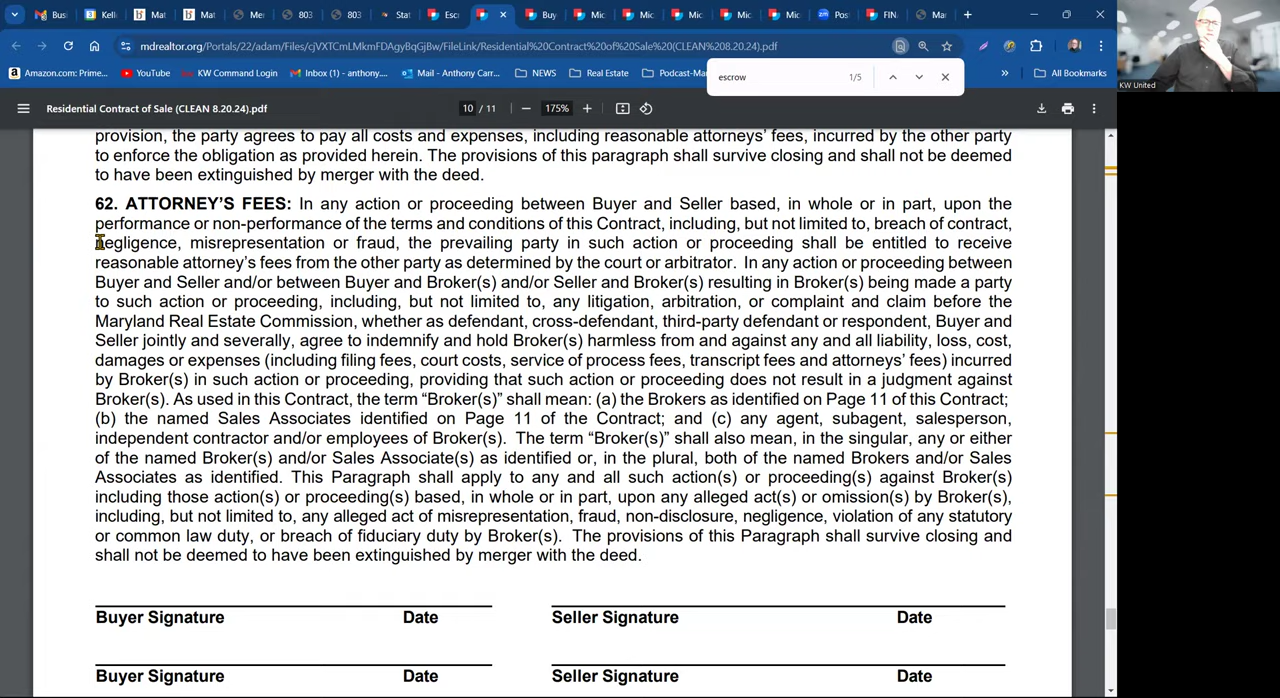 Busi
Kell
Mat
Mat
Mer
803
803
Stat
Escr
Buy
Mic
Mic
Mic
Mic
Mic
Pos
FIN
Mar
mdrealtor.org/Portals/22/adam/Files/cjVXTCmLMkmFDAgyBqGjBw/FileLink/Residential%20Contract%20of%20Sale%20(CLEAN%208.20.24).pdf
Amazon.com: Prime...
YouTube
KW Command Login
Inbox (1) - anthony....
Mail - Anthony Carr...
NEWS
Real Estate
Podcast-Mar
All Bookmarks
escrow
1/5
KW United
Residential Contract of Sale (CLEAN 8.20.24).pdf
10 / 11
175%
provision, the party agrees to pay all costs and expenses, including reasonable attorneys' fees, incurred by the other party
to enforce the obligation as provided herein. The provisions of this paragraph shall survive closing and shall not be deemed
to have been extinguished by merger with the deed.
62. ATTORNEY'S FEES: In any action or proceeding between Buyer and Seller based, in whole or in part, upon the
performance or non-performance of the terms and conditions of this Contract, including, but not limited to, breach of contract,
negligence, misrepresentation or fraud, the prevailing party in such action or proceeding shall be entitled to receive
reasonable attorney's fees from the other party as determined by the court or arbitrator. In any action or proceeding between
Buyer and Seller and/or between Buyer and Broker(s) and/or Seller and Broker(s) resulting in Broker(s) being made a party
to such action or proceeding, including, but not limited to, any litigation, arbitration, or complaint and claim before the
Maryland Real Estate Commission, whether as defendant, cross-defendant, third-party defendant or respondent, Buyer and
Seller jointly and severally, agree to indemnify and hold Broker(s) harmless from and against any and all liability, loss, cost,
damages or expenses (including filing fees, court costs, service of process fees, transcript fees and attorneys' fees) incurred
by Broker(s) in such action or proceeding, providing that such action or proceeding does not result in a judgment against
Broker(s). As used in this Contract, the term "Broker(s)" shall mean: (a) the Brokers as identified on Page 11 of this Contract;
(b) the named Sales Associates identified on Page 11 of the Contract; and (c) any agent, subagent, salesperson,
independent contractor and/or employees of Broker(s). The term "Broker(s)" shall also mean, in the singular, any or either
of the named Broker(s) and/or Sales Associate(s) as identified or, in the plural, both of the named Brokers and/or Sales
Associates as identified. This Paragraph shall apply to any and all such action(s) or proceeding(s) against Broker(s)
including those action(s) or proceeding(s) based, in whole or in part, upon any alleged act(s) or omission(s) by Broker(s),
including, but not limited to, any alleged act of misrepresentation, fraud, non-disclosure, negligence, violation of any statutory
or common law duty, or breach of fiduciary duty by Broker(s). The provisions of this Paragraph shall survive closing and
shall not be deemed to have been extinguished by merger with the deed.
Buyer Signature Date Seller Signature Date
Buyer Signature Date Seller Signature Date